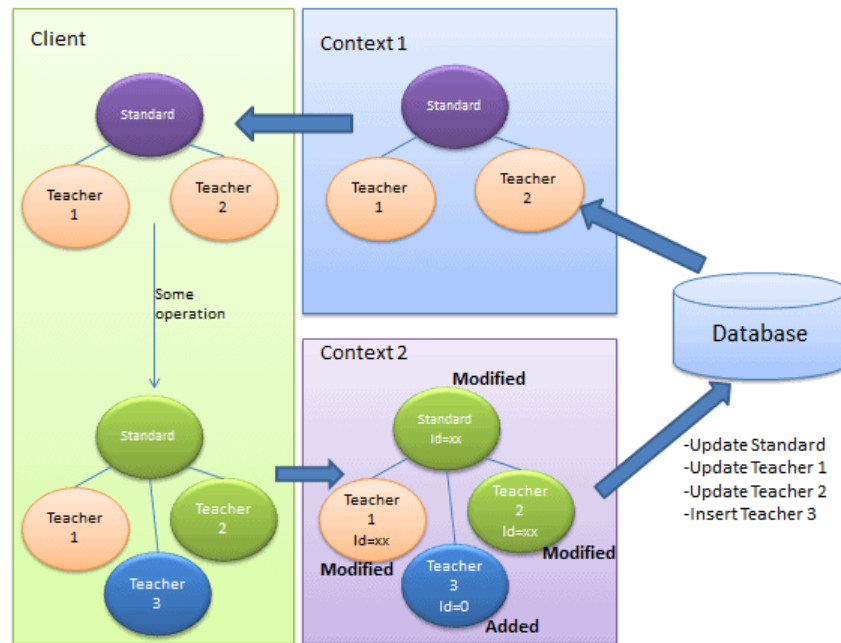 Client
Standard
Teacher
1
Teacher
2
Some
operation
Standard
Teacher
1
Teacher
2
Teacher
3
Context 1
Standard
Teacher
1
Teacher
2
Database
Context 2
Modified
Standard
Id=xx
Teacher
1
Id=xx
Modified
Teacher
2
Id=xx
Modified
Teacher
3
Id=0
Added
-Update Standard
-Update Teacher 1
-Update Teacher 2
-Insert Teacher 3